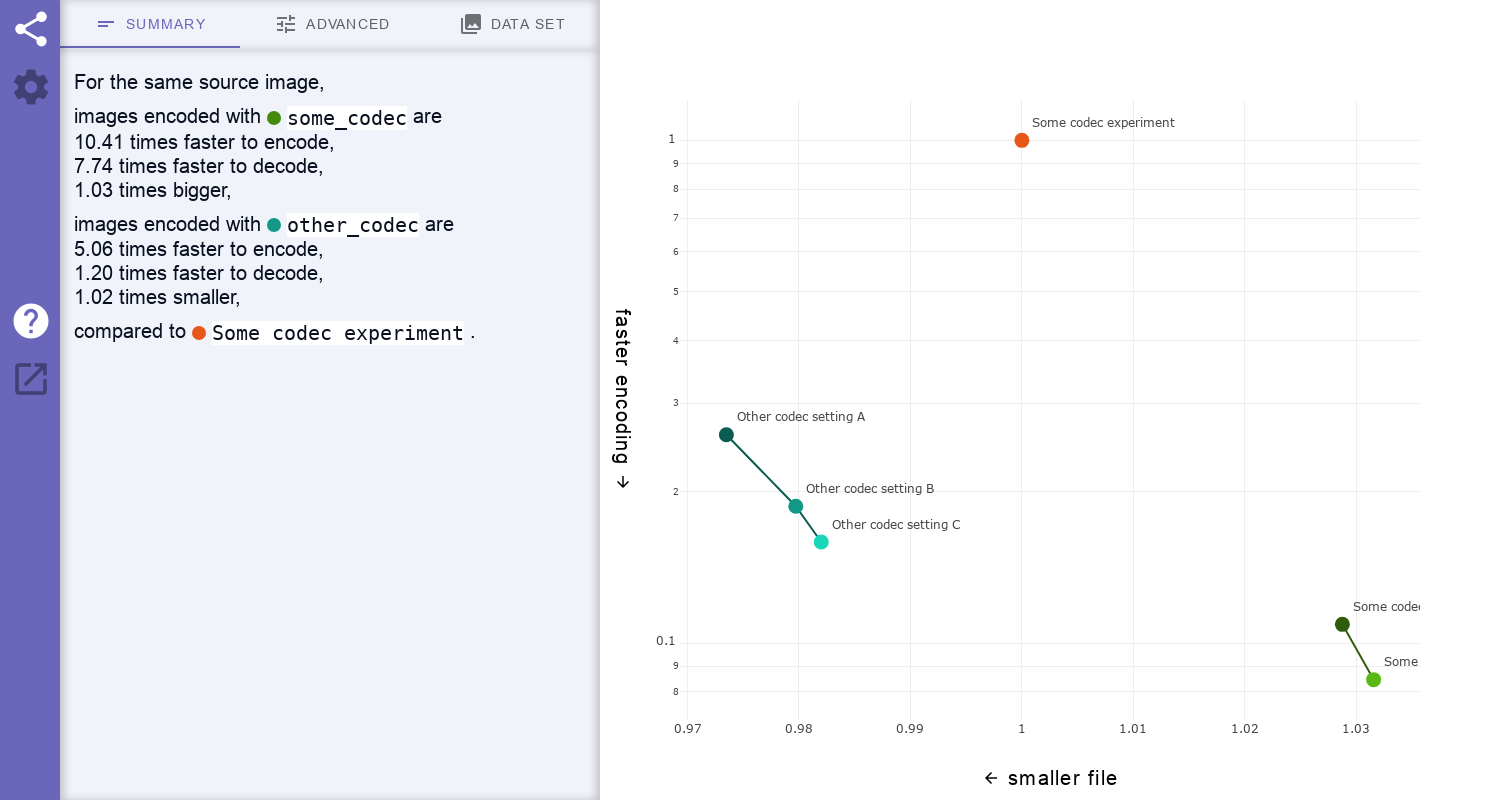 SUMMARY
ADVANCED
DATA SET
For the same source image,
images encoded with some_codec are
10.41 times faster to encode,
7.74 times faster to decode,
1.03 times bigger,
images encoded with other_codec are
5.06 times faster to encode,
1.20 times faster to decode,
1.02 times smaller,
compared to Some codec experiment .
Some codec experiment
1
9
8
7
6
5
4
3
Other codec setting A
Other codec setting B
2
Other codec setting C
Some codec
0.1
Some
9
8
0.97
0.98
0.99
1
1.01
1.02
1.03
faster encoding
smaller file